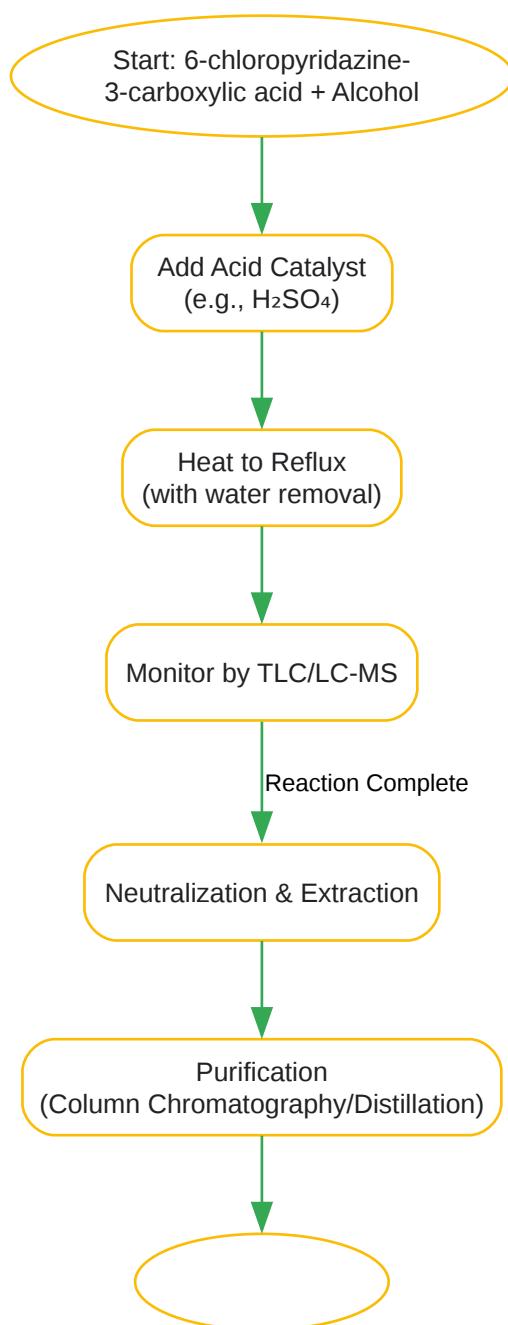 Start: 6-chloropyridazine-
3-carboxylic acid + Alcohol
Add Acid Catalyst
(e.g., H₂SO₄)
Heat to Reflux
(with water removal)
Monitor by TLC/LC-MS
Reaction Complete
Neutralization & Extraction
Purification
(Column Chromatography/Distillation)